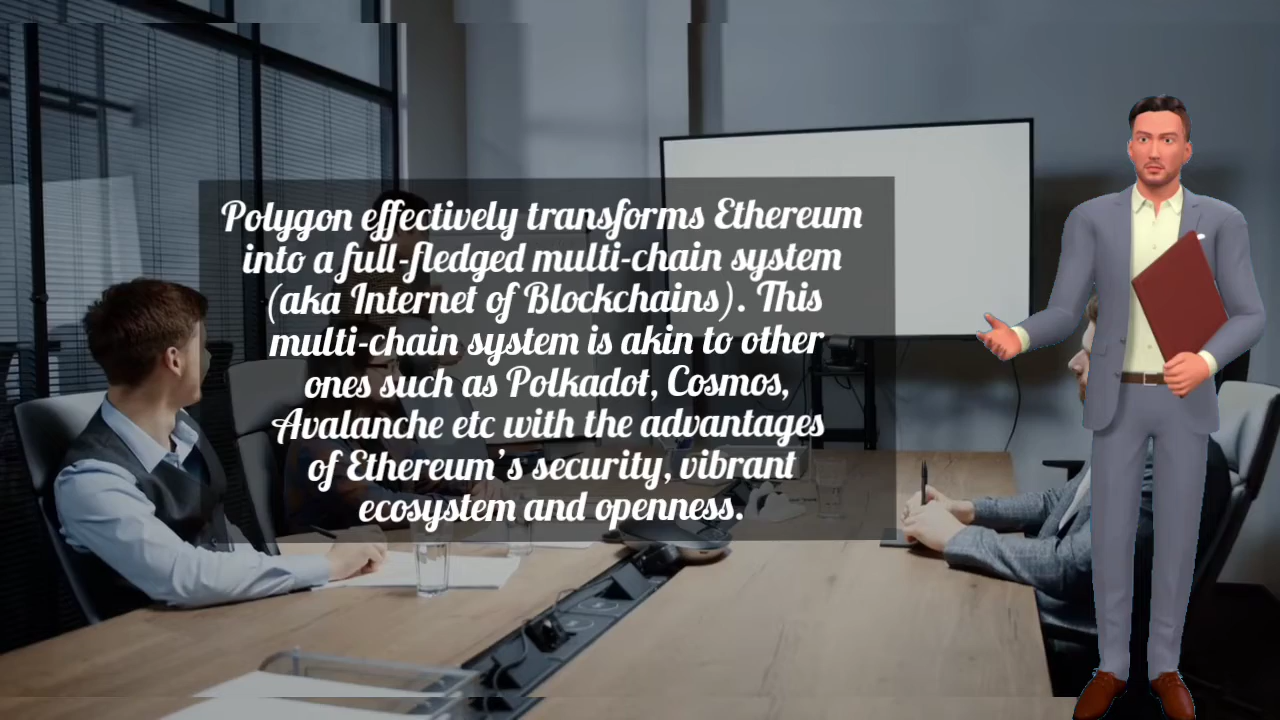 Polygon effectively transforms Ethereum
into a full-fledged multi-chain system
(aka Internet of Blockchains). This
multi-chain system is akin to other
ones such as Polkadot, Cosmos,
Avalanche etc with the advantages
of Ethereum's security, vibrant
ecosystem and openness.